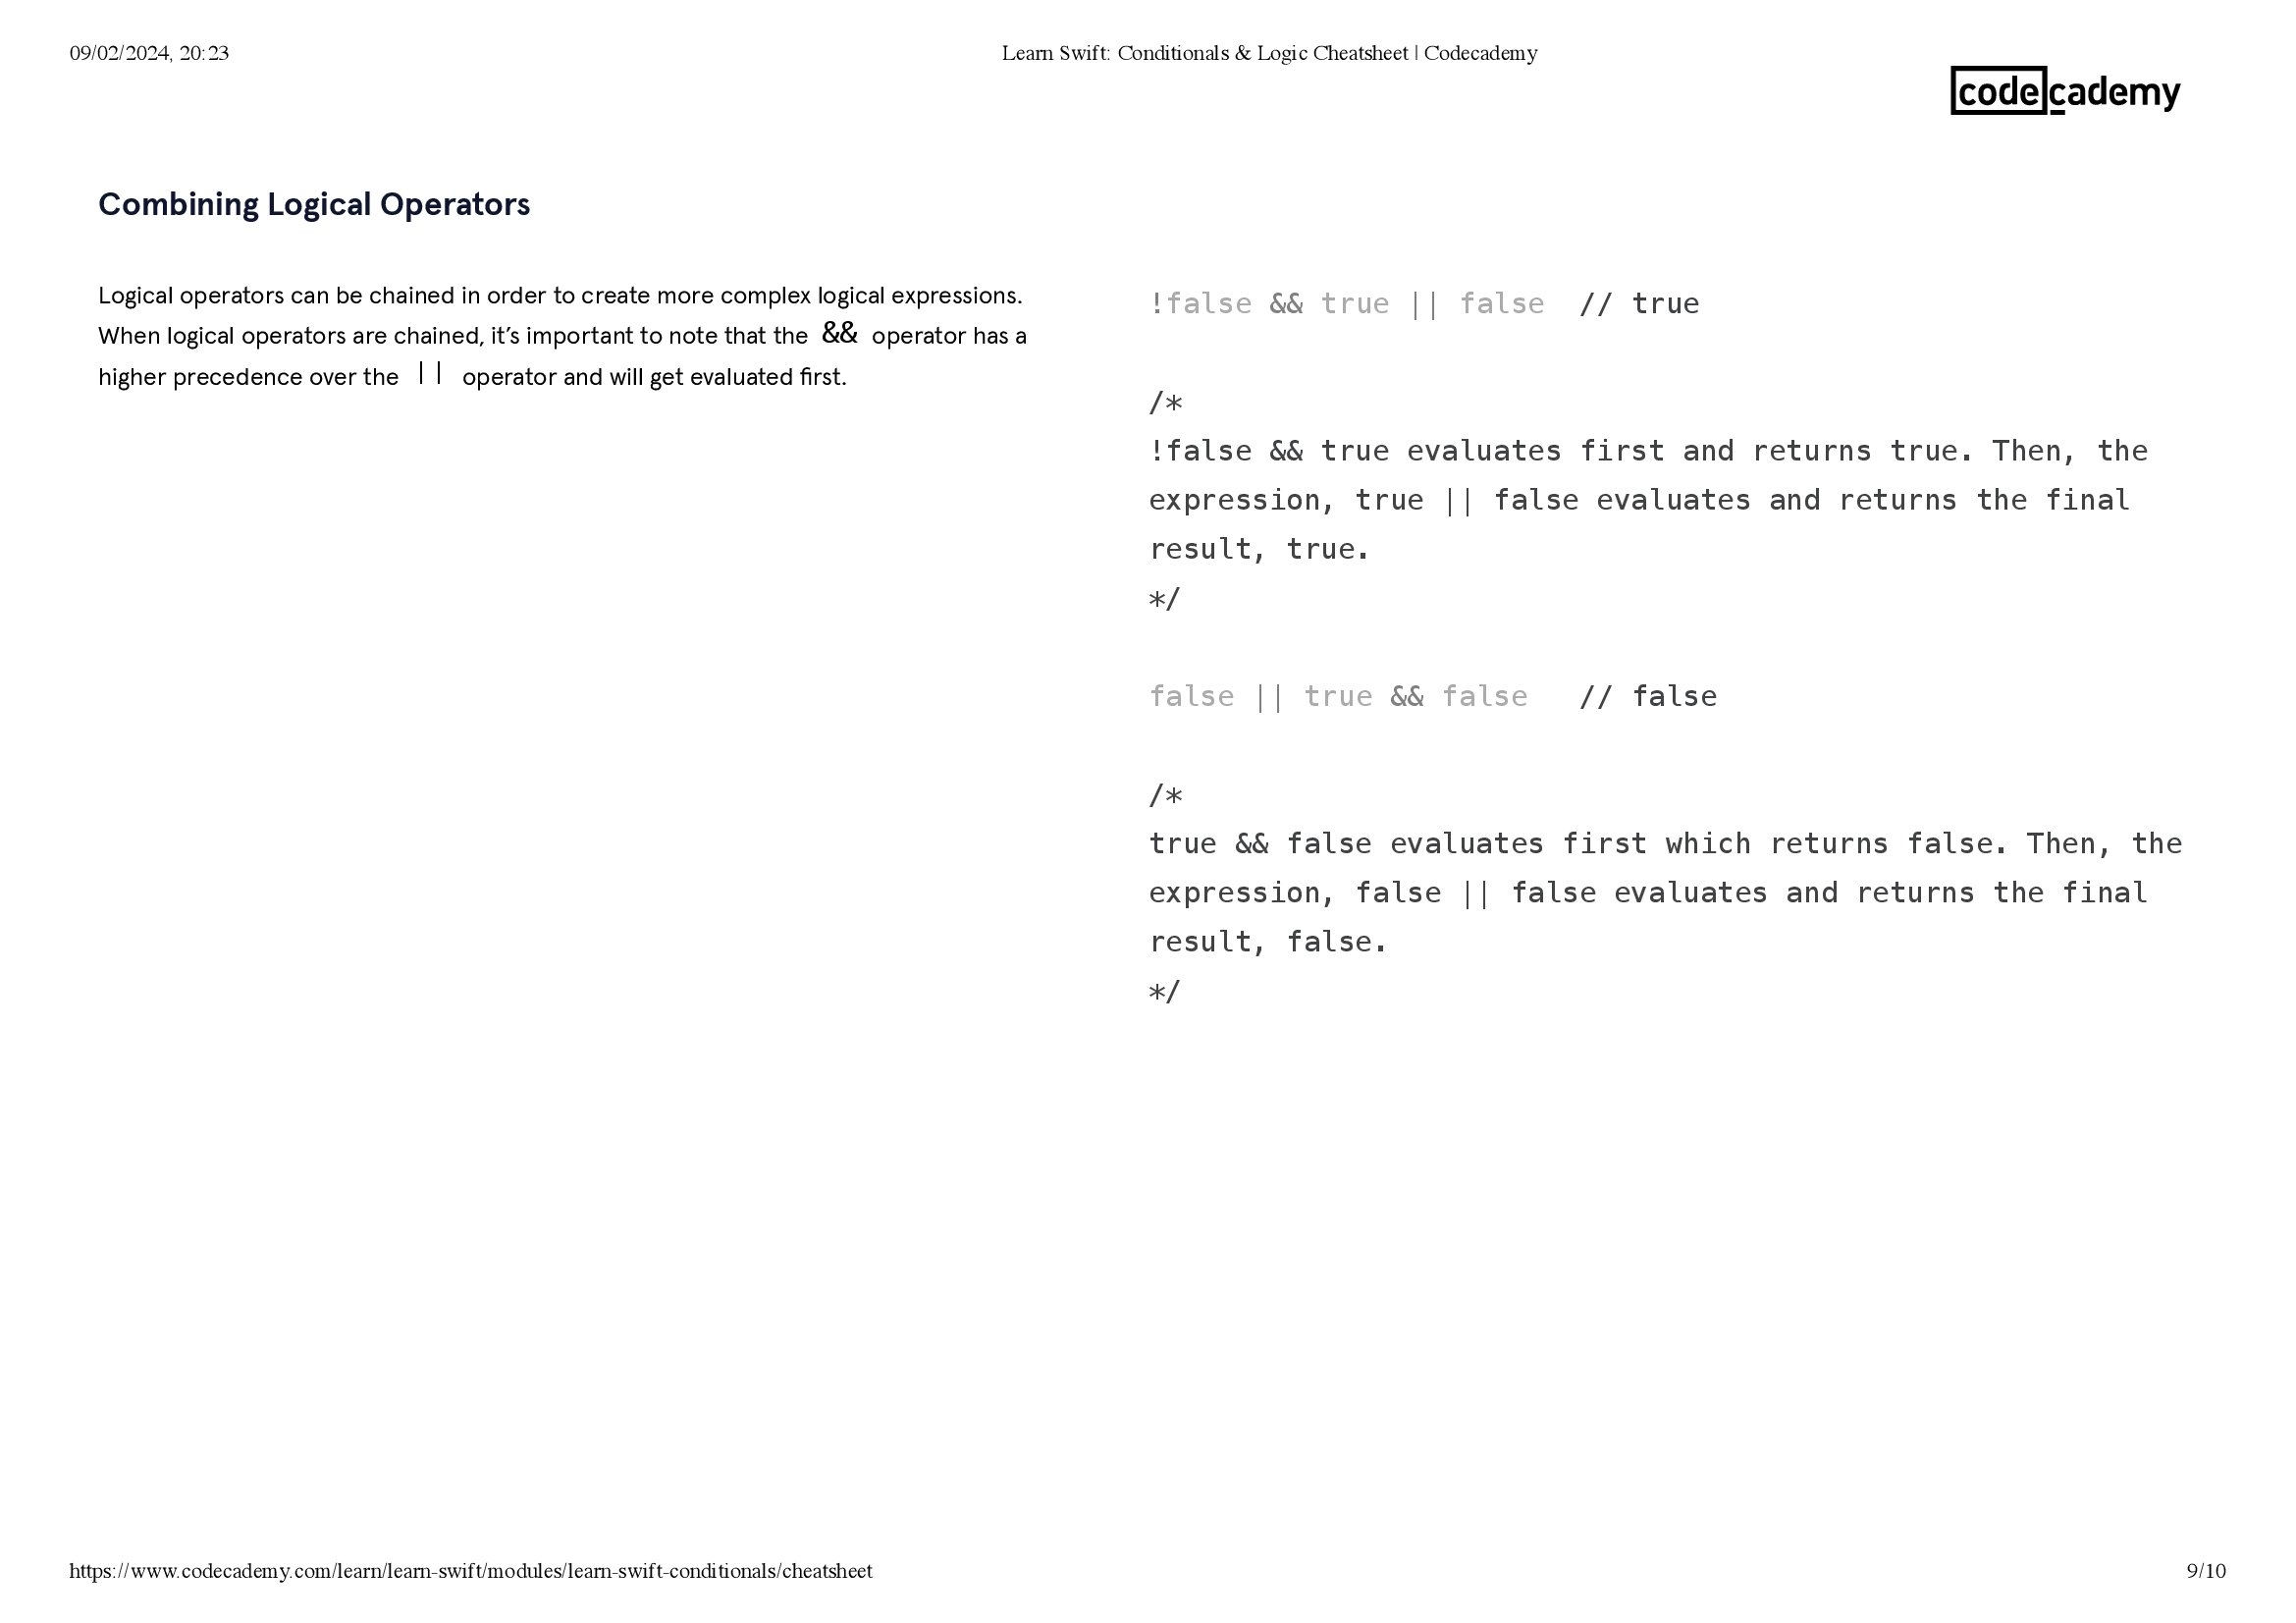 09/02/2024, 20:23
Learn Swift: Conditionals & Logic Cheatsheet | Codecademy
codecademy
Combining Logical Operators
Logical operators can be chained in order to create more complex logical expressions.
When logical operators are chained, it’s important to note that the && operator has a
higher precedence over the || operator and will get evaluated first.
!false && true || false  // true
/*
!false && true evaluates first and returns true. Then, the
expression, true || false evaluates and returns the final
result, true.
*/
false || true && false   // false
/*
true && false evaluates first which returns false. Then, the
expression, false || false evaluates and returns the final
result, false.
*/
https://www.codecademy.com/learn/learn-swift/modules/learn-swift-conditionals/cheatsheet
9/10